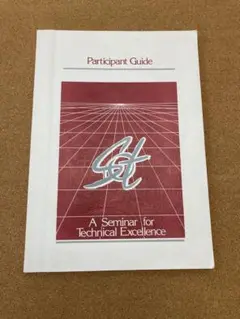 Participant Guide
A Seminar for
Technical Excellence